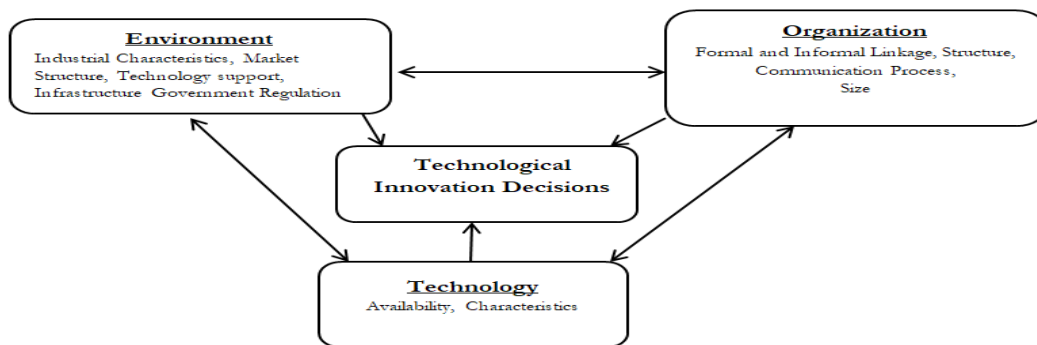 Environment
Industrial Characteristics, Market
Structure, Technology support,
Infrastructure Government Regulation
Organization
Formal and Informal Linkage, Structure,
Communication Process,
Size
Technological
Innovation Decisions
Technology
Availability, Characteristics